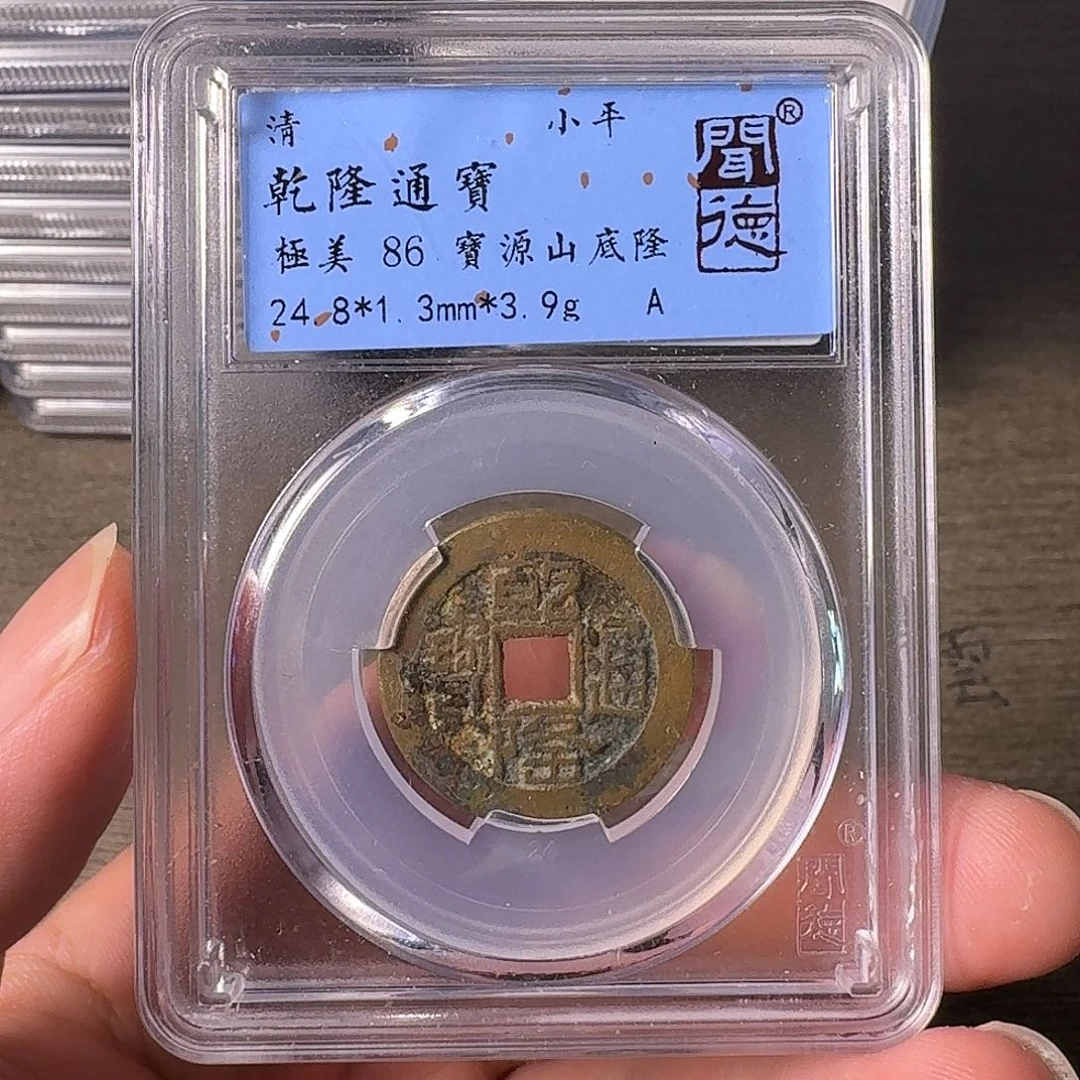 清 小平
乾隆通寶
極美 86 寶源山底隆
24.8*1.3mm*3.9g A
聞德®
乾隆通寶
®
聞德